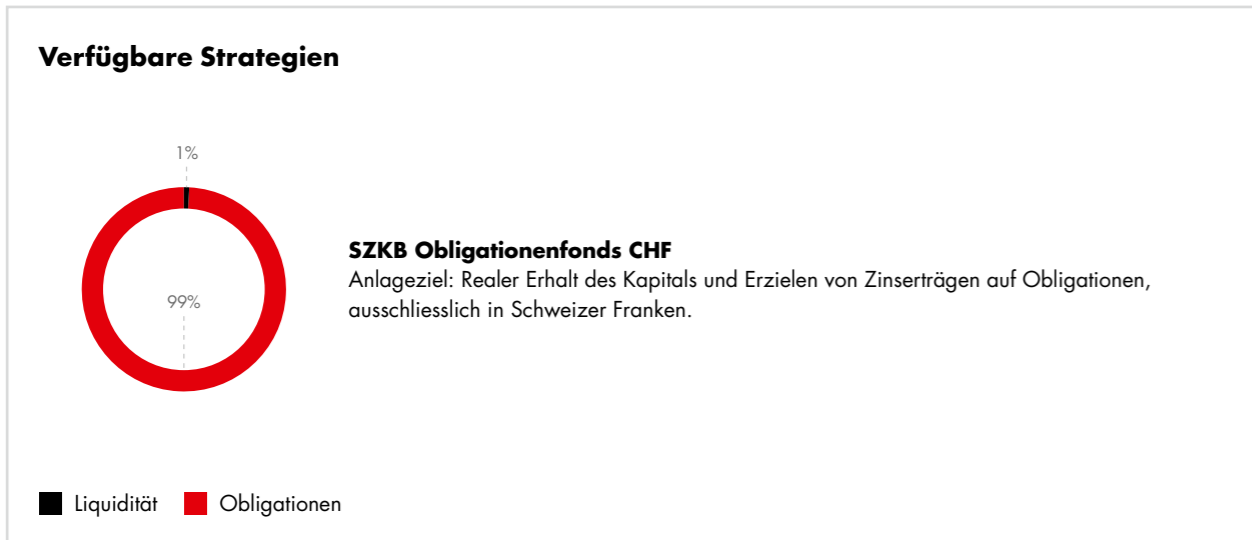 Verfügbare Strategien
1%
99%
SZKB Obligationenfonds CHF
Anlageziel: Realer Erhalt des Kapitals und Erzielen von Zinserträgen auf Obligationen,
ausschliesslich in Schweizer Franken.
Liquidität Obligationen